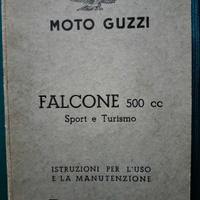 MOTO GUZZI
FALCONE 500 cc
Sport e Turismo
ISTRUZIONI PER L'USO
E LA MANUTENZIONE